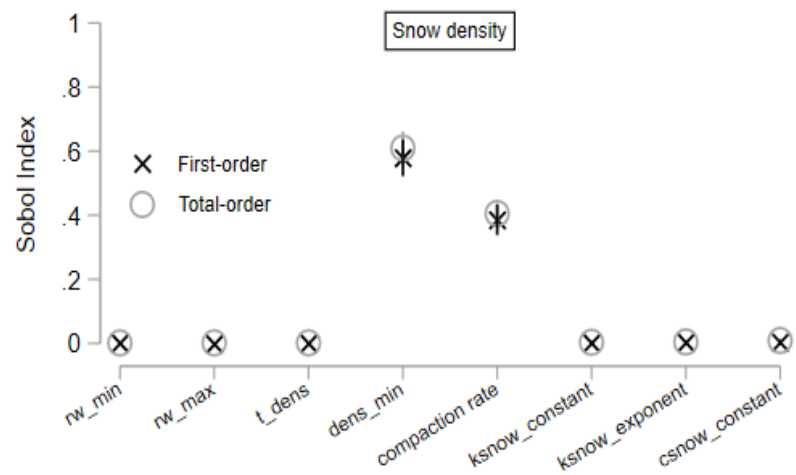 Snow density
1
.8
.6
.4
.2
0
Sobol Index
First-order
Total-order
rw_min
rw_max
t_dens
dens_min
compaction rate
ksnow_constant
ksnow_exponent
csnow_constant